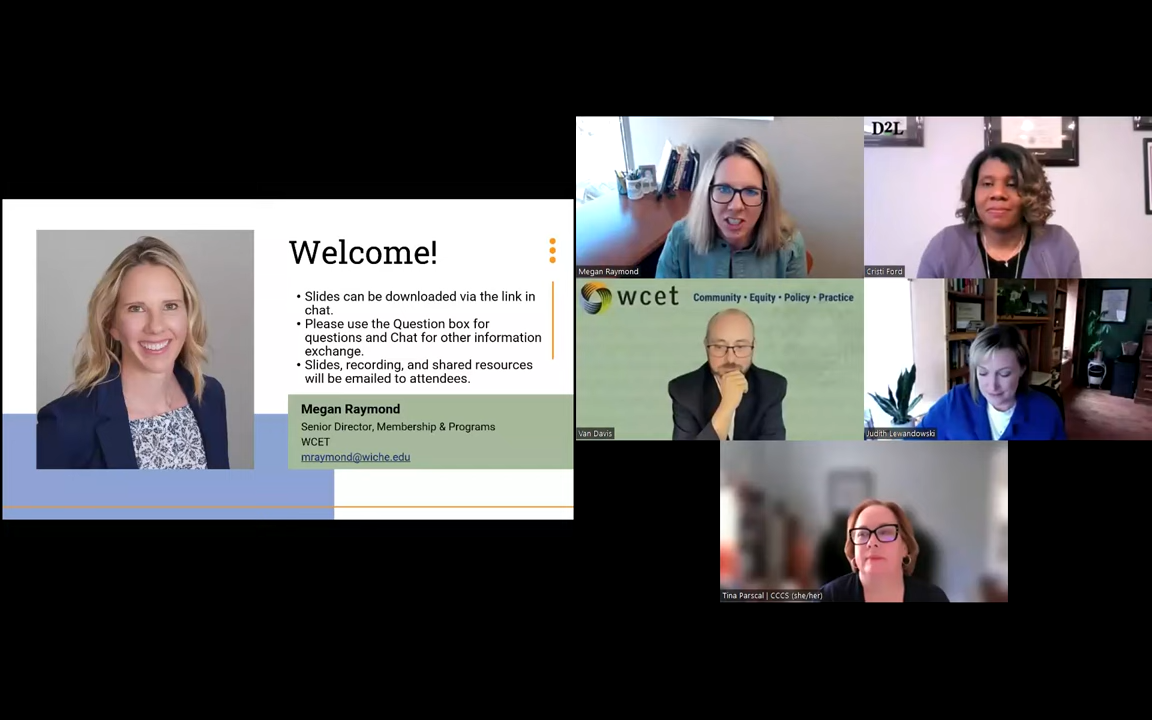 Welcome!
• Slides can be downloaded via the link in
chat.
• Please use the Question box for
questions and Chat for other information
exchange.
• Slides, recording, and shared resources
will be emailed to attendees.
Megan Raymond
Senior Director, Membership & Programs
WCET
mraymond@wiche.edu
Megan Raymond
D2L
Cristi Ford
wcet Community • Equity • Policy • Practice
Van Davis
Judith Lewandowski
Tina Parscal | CCCS (she/her)